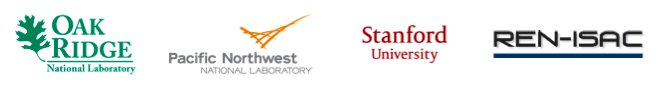 OAK
RIDGE
National Laboratory
Pacific Northwest
NATIONAL LABORATORY
Stanford
University
REN-ISAC